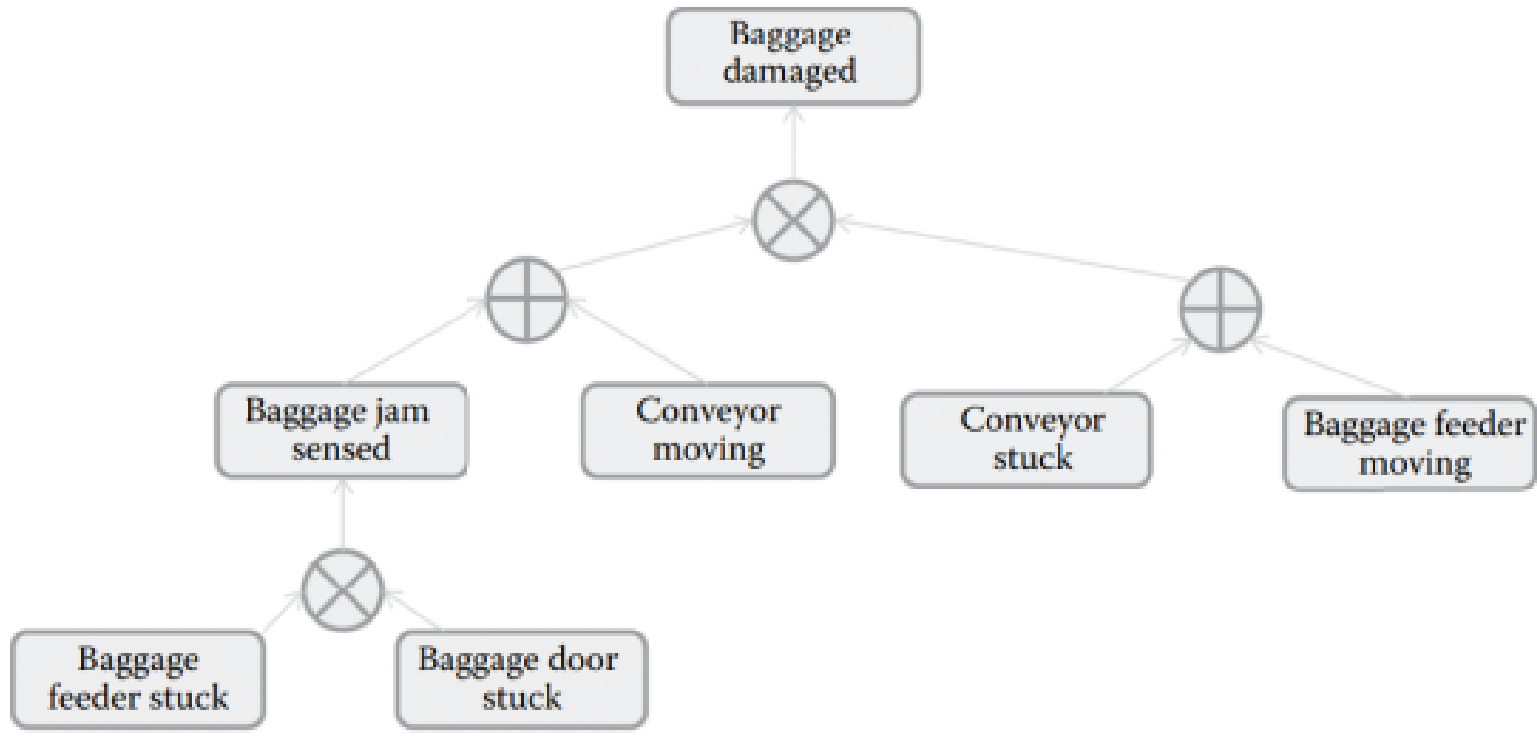 Baggage
damaged
Baggage jam
sensed
Conveyor
moving
Conveyor
stuck
Baggage feeder
moving
Baggage
feeder stuck
Baggage door
stuck